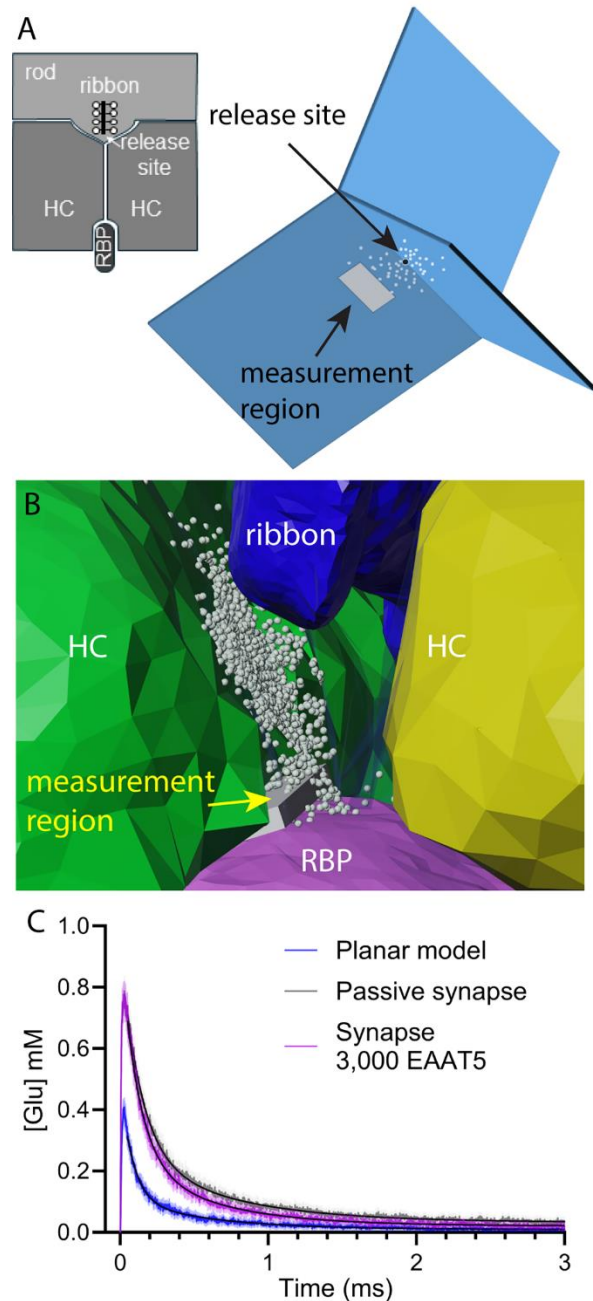 A
rod
ribbon
release
site
HC
HC
RBP
release site
measurement
region
B
ribbon
HC
HC
measurement
region
RBP
C
1.0
0.8
0.6
0.4
0.2
0.0
[Glu] mM
Planar model
Passive synapse
Synapse
3,000 EAAT5
0 1 2 3
Time (ms)